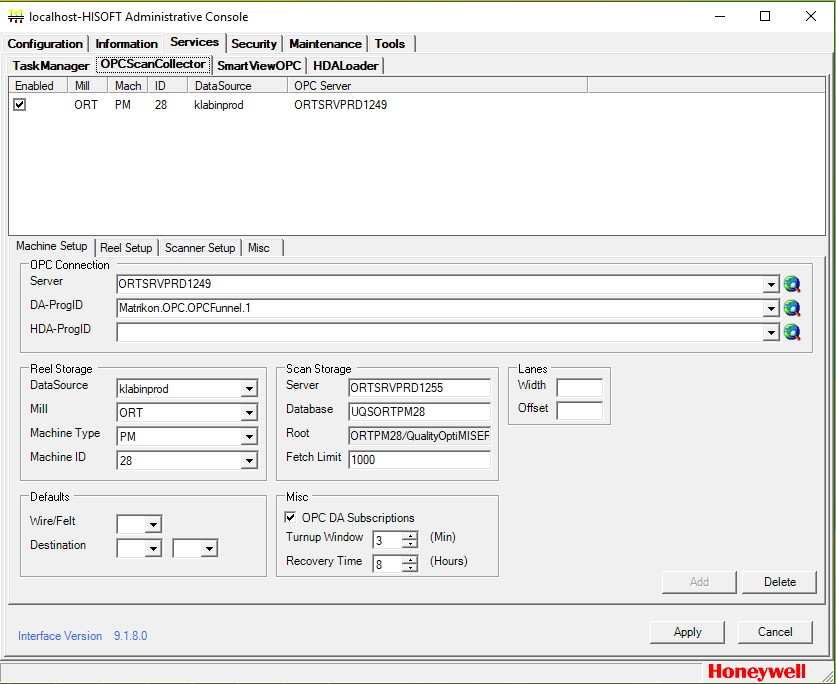 localhost-HISOFT Administrative Console
Configuration Information Services Security Maintenance Tools
TaskManager OPCScanCollector SmartViewOPC HDALoader
Enabled Mill Mach ID DataSource OPC Server
ORT PM 28 klabinprod ORTSRVPRD1249
Machine Setup Reel Setup Scanner Setup Misc
OPC Connection
Server ORTSRVPRD1249
DA-ProgID Matrikon.OPC.OPCFunnel.1
HDA-ProgID
Reel Storage
DataSource klabinprod
Mill ORT
Machine Type PM
Machine ID 28
Scan Storage
Server ORTSRVPRD1255
Database UQSORTPM28
Root ORTPM28/QualityOptiMISEF
Fetch Limit 1000
Lanes
Width
Offset
Defaults
Wire/Felt
Destination
Misc
OPC DA Subscriptions
Turnup Window 3 (Min)
Recovery Time 8 (Hours)
Add Delete
Interface Version 9.1.8.0
Apply Cancel
Honeywell